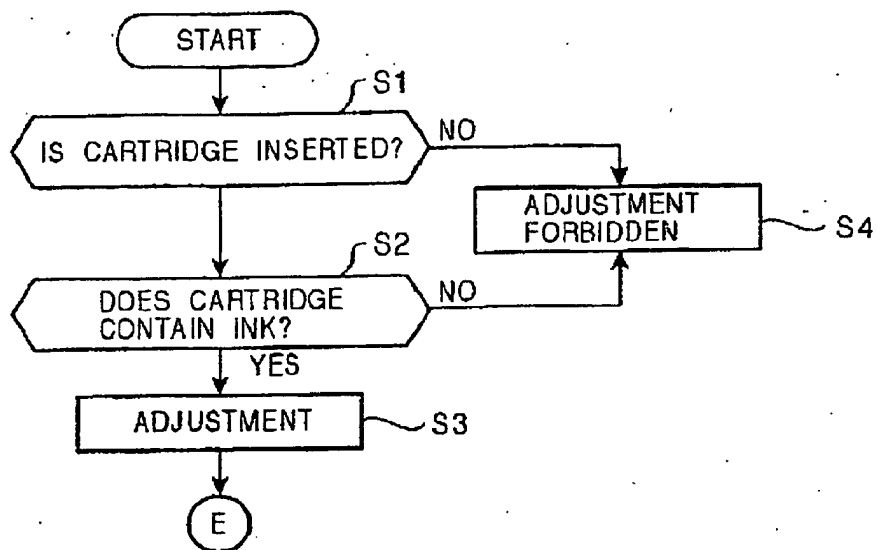 START
S1
IS CARTRIDGE INSERTED?
NO
ADJUSTMENT
FORBIDDEN
S4
S2
DOES CARTRIDGE
CONTAIN INK?
NO
YES
ADJUSTMENT
S3
E